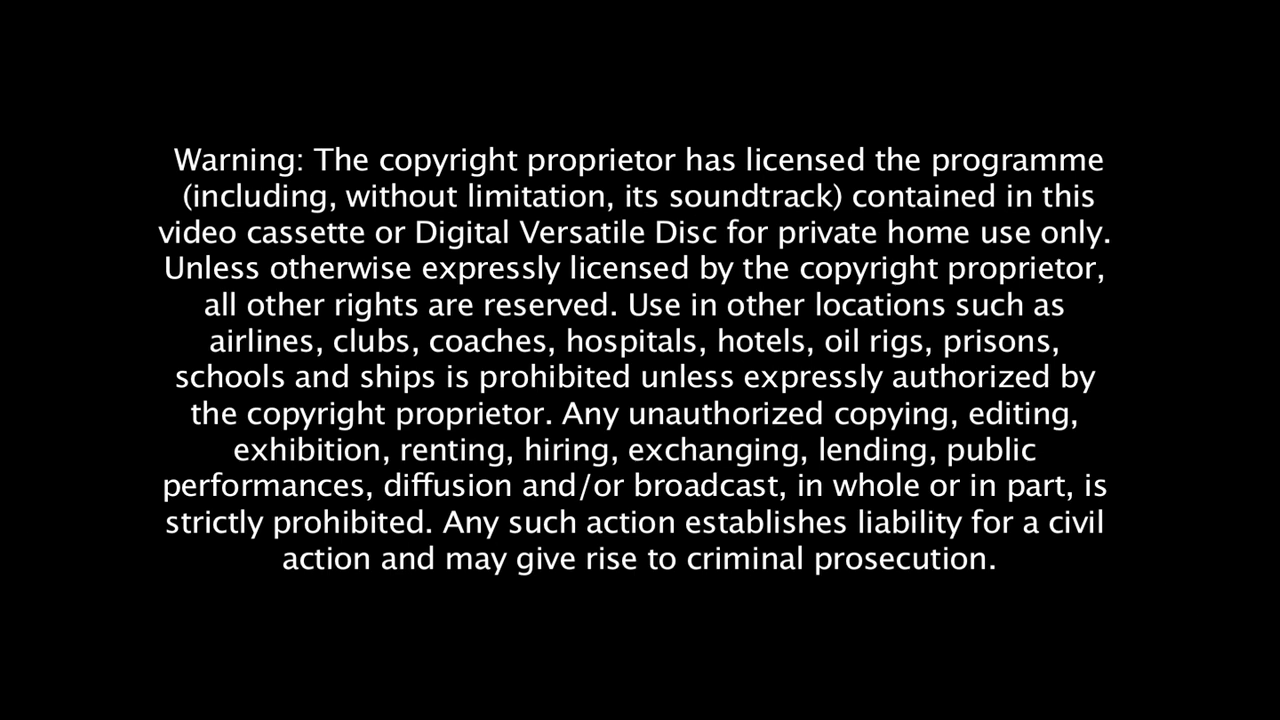 Warning: The copyright proprietor has licensed the programme
(including, without limitation, its soundtrack) contained in this
video cassette or Digital Versatile Disc for private home use only.
Unless otherwise expressly licensed by the copyright proprietor,
all other rights are reserved. Use in other locations such as
airlines, clubs, coaches, hospitals, hotels, oil rigs, prisons,
schools and ships is prohibited unless expressly authorized by
the copyright proprietor. Any unauthorized copying, editing,
exhibition, renting, hiring, exchanging, lending, public
performances, diffusion and/or broadcast, in whole or in part, is
strictly prohibited. Any such action establishes liability for a civil
action and may give rise to criminal prosecution.